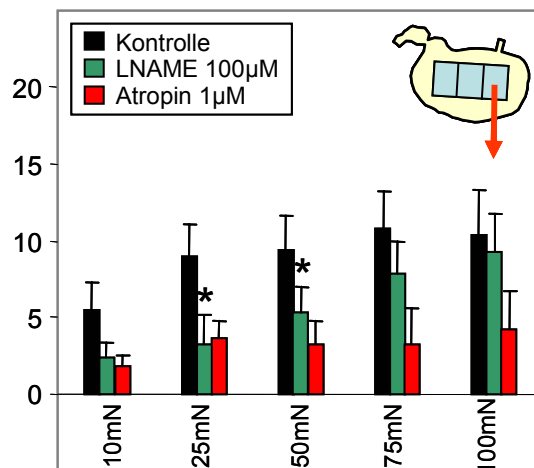 Kontrolle
LNAME 100µM
Atropin 1µM
20
15
10
5
0
*
*
10mN
25mN
50mN
75mN
100mN